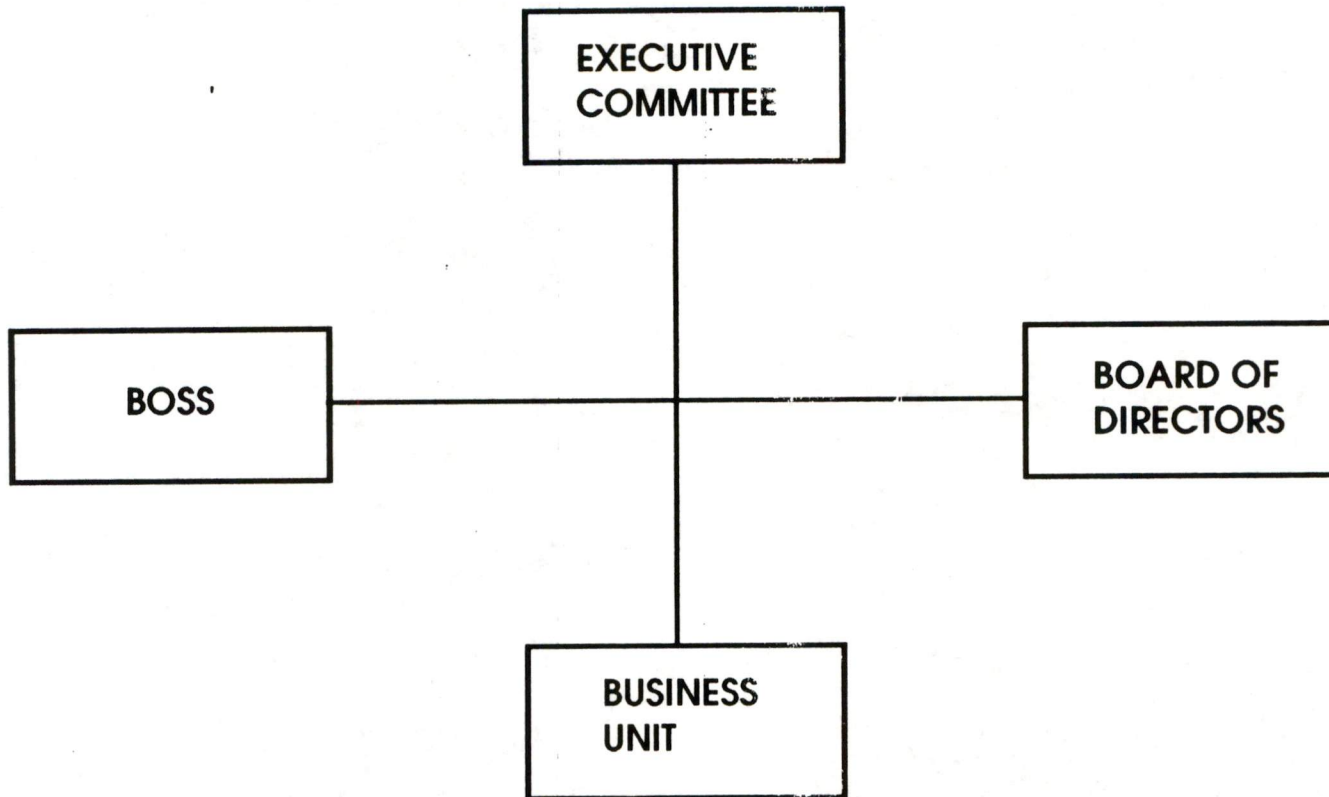 EXECUTIVE
COMMITTEE
BOSS
BOARD OF
DIRECTORS
BUSINESS
UNIT